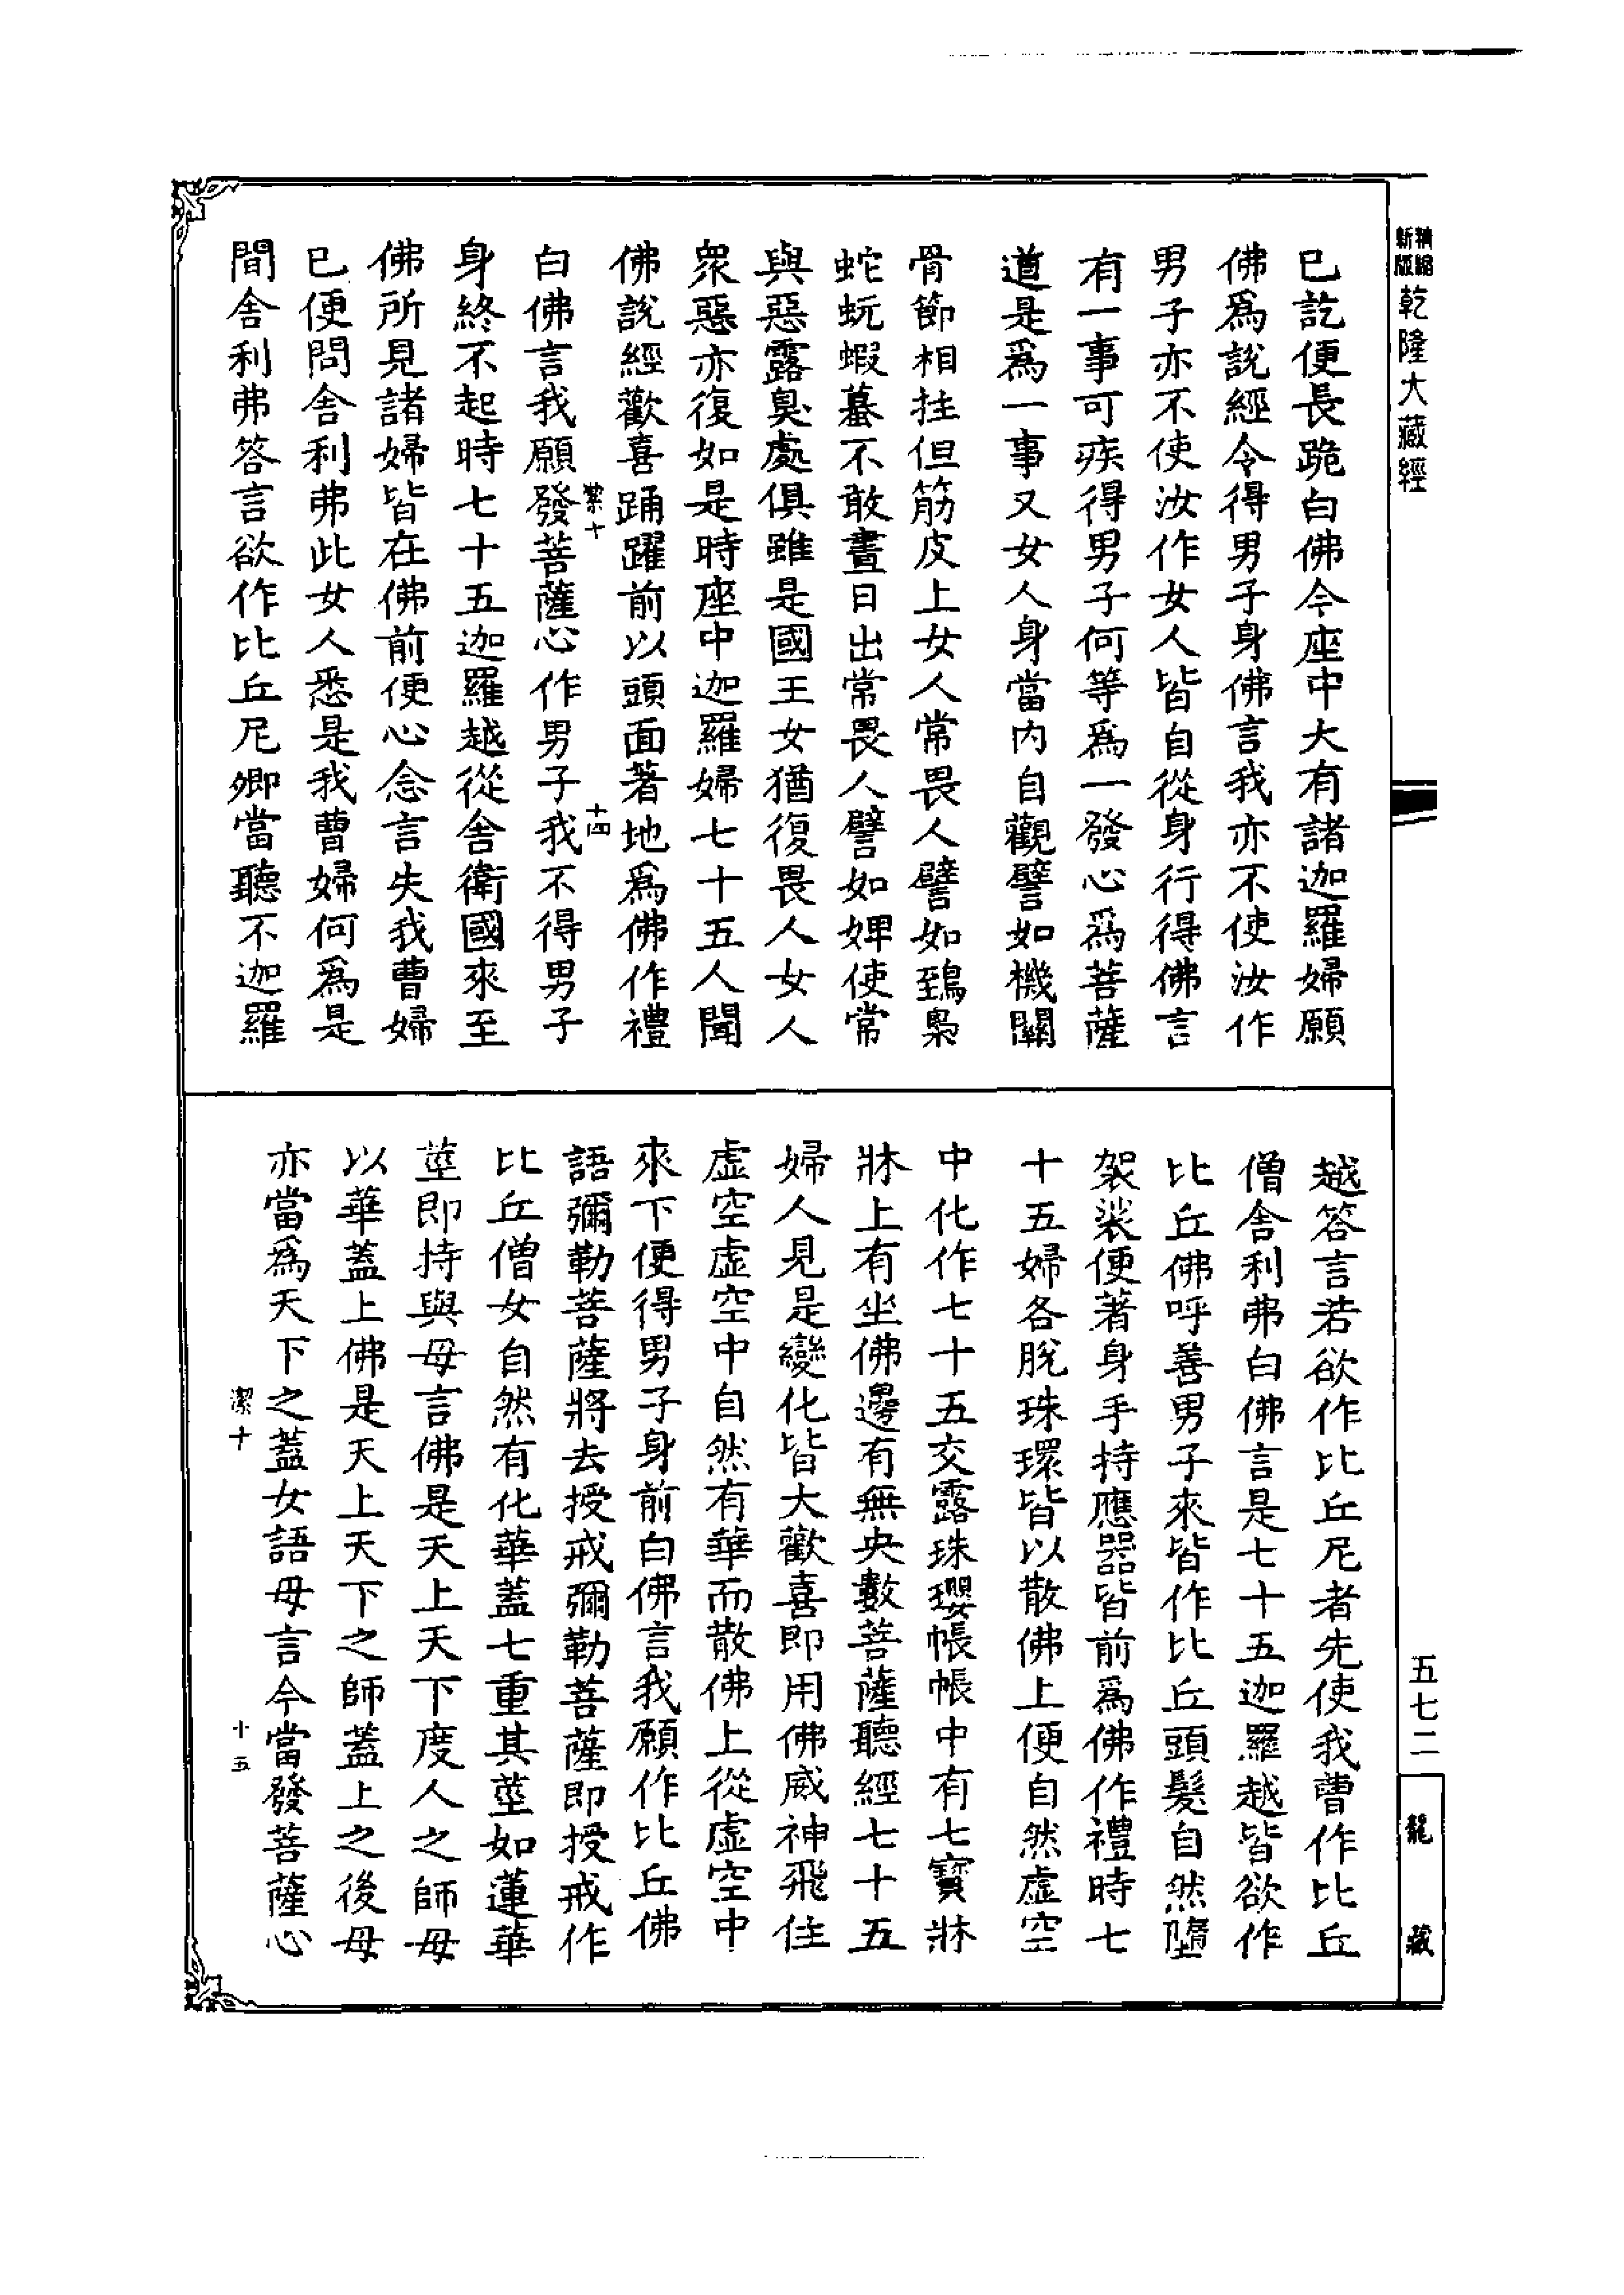 精縮
新版
乾隆大藏經
已訖便長跪白佛今座中大有諸迦羅婦願
佛爲說經令得男子身佛言我亦不使汝作
男子亦不使汝作女人皆自從身行得佛言
有一事可疾得男子何等爲一發心爲菩薩
道是爲一事又女人身當內自觀譬如機關
骨節相拄但筋皮上女人常畏人譬如鵄梟
蛇蚖蝦蟇不敢晝日出常畏人譬如婢使常
與惡露臭處俱雖是國王女猶復畏人女人
衆惡亦復如是時座中迦羅婦七十五人聞
佛說經歡喜踊躍前以頭面著地爲佛作禮
潔十
十四
白佛言我願發菩薩心作男子我不得男子
身終不起時七十五迦羅越從舍衛國來至
佛所見諸婦皆在佛前便心念言失我曹婦
已便問舍利弗此女人悉是我曹婦何爲是
間舍利弗答言欲作比丘尼卿當聽不迦羅
越答言若欲作比丘尼者先使我曹作比丘
僧舍利弗白佛言是七十五迦羅越皆欲作
比丘佛呼善男子來皆作比丘頭髮自然墮
袈裟便著身手持應器皆前爲佛作禮時七
十五婦各脫珠環皆以散佛上便自然虛空
中化作七十五交露珠瓔帳帳中有七寶牀
牀上有坐佛邊有無央數菩薩聽經七十五
婦人見是變化皆大歡喜即用佛威神飛住
虛空虛空中自然有華而散佛上從虛空中
來下便得男子身前白佛言我願作比丘佛
語彌勒菩薩將去授戒彌勒菩薩即授戒作
比丘僧女自然有化華蓋七重其莖如蓮華
莖即持與母言佛是天上天下度人之師母
以華蓋上佛是天上天下之師蓋上之後母
亦當爲天下之蓋女語母言今當發菩薩心
潔十
十五
五七二
龍藏